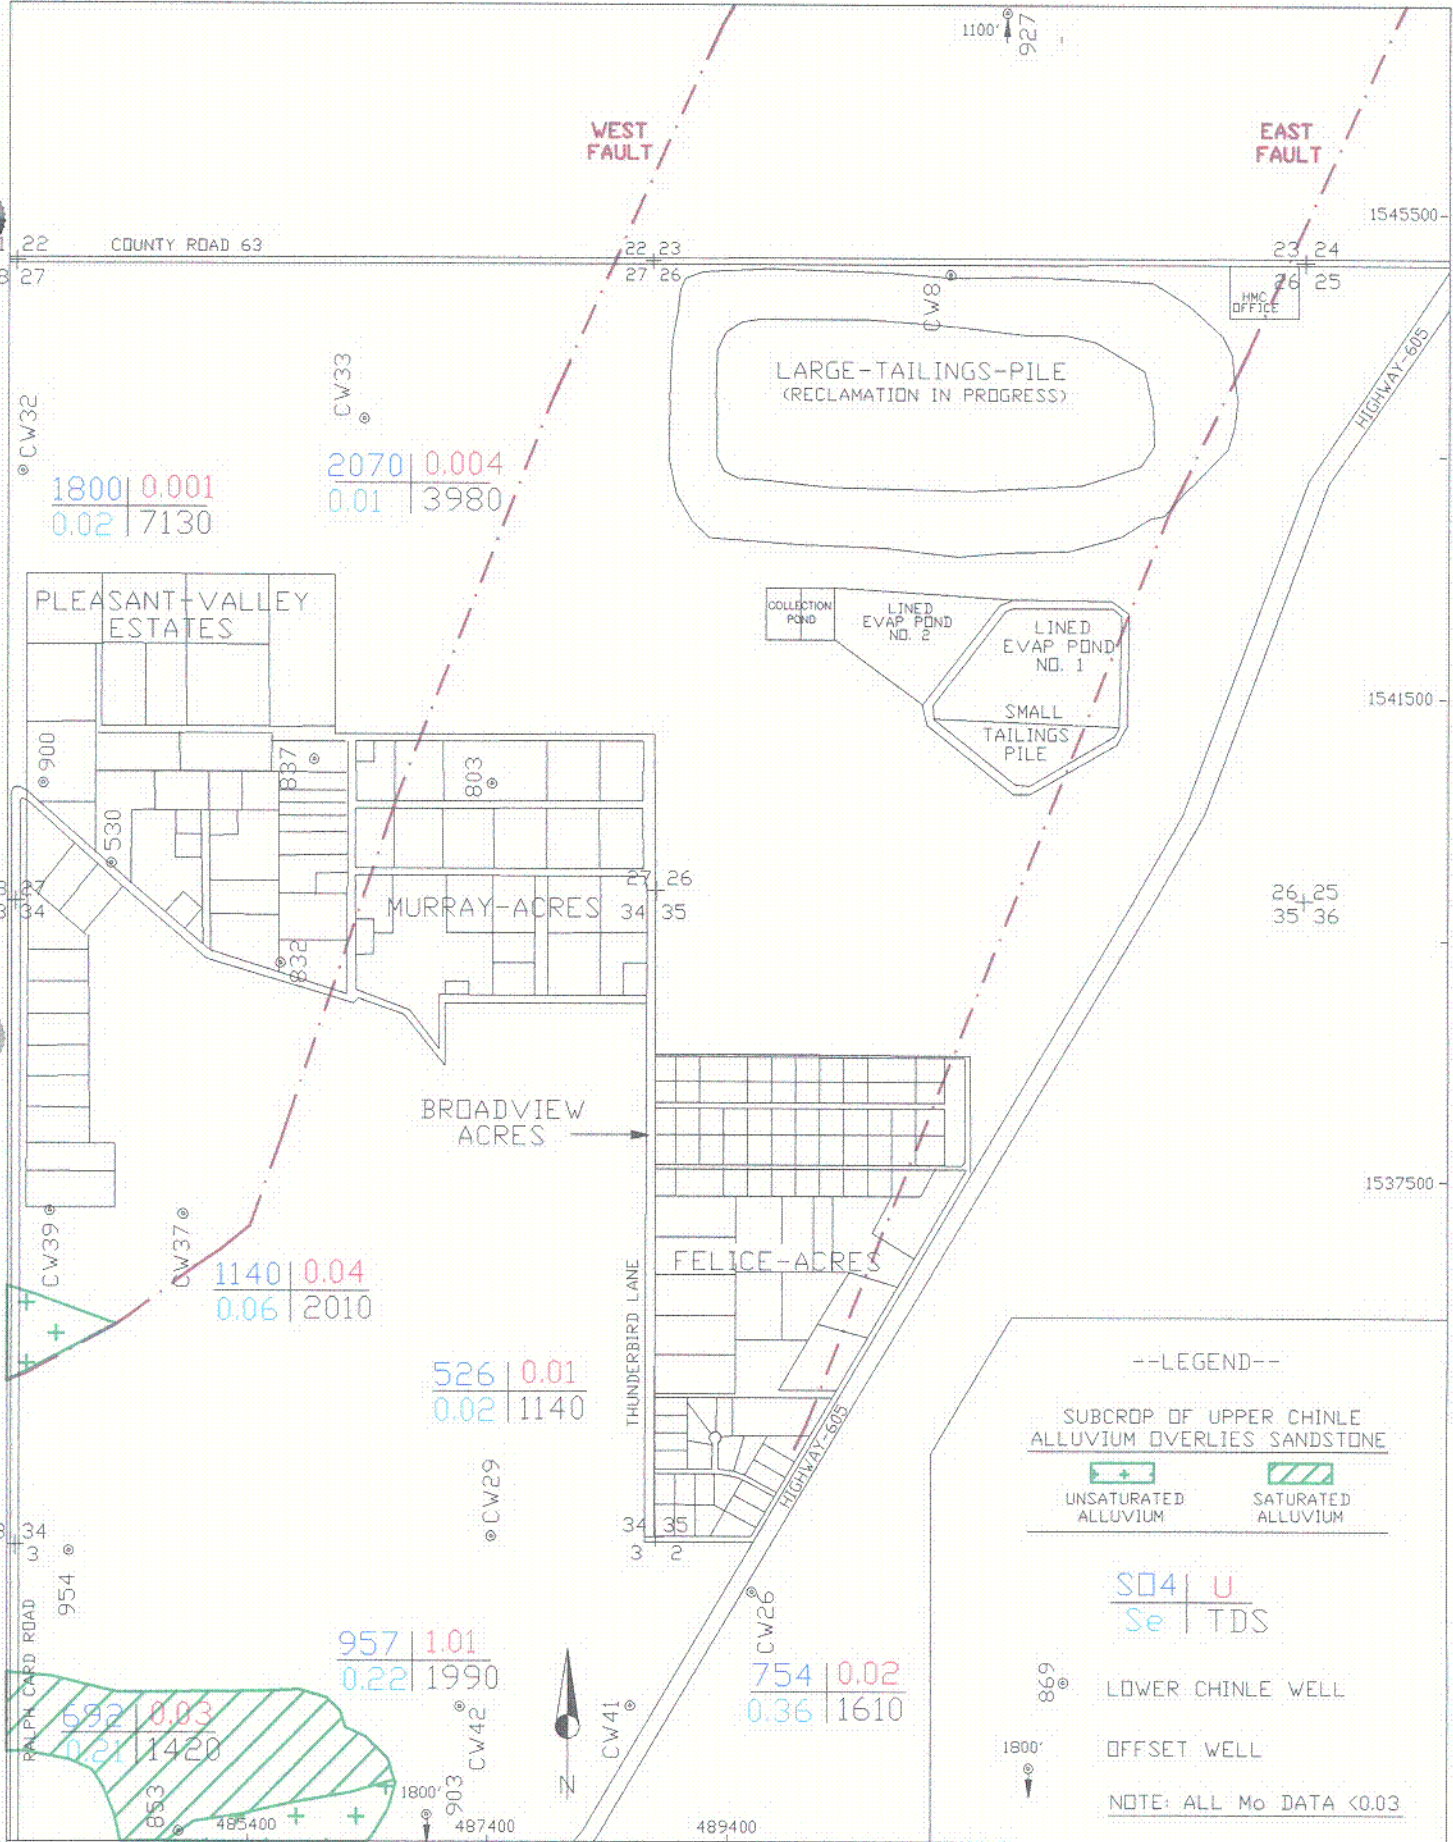 1100'
927
WEST
FAULT
EAST
FAULT
1545500
22
COUNTY ROAD 63
22 23
23 24
27
27 26
26 25
HMC
OFFICE
CW8
HIGHWAY-605
LARGE-TAILINGS-PILE
(RECLAMATION IN PROGRESS)
CW33
CW32
2070 0.004
0.01 3980
1800 0.001
0.02 7130
PLEASANT-VALLEY
ESTATES
COLLECTION
POND
LINED
EVAP POND
NO. 2
LINED
EVAP POND
NO. 1
1541500
SMALL
TAILINGS
PILE
900
837
803
530
27
34
27 26
34 35
26 25
35 36
MURRAY-ACRES
832
BROADVIEW
ACRES
1537500
CW39
CW37
FELICE-ACRES
1140 0.04
0.06 2010
THUNDERBIRD LANE
526 0.01
0.02 1140
HIGHWAY-605
CW29
34
3
34 35
3 2
954
RALPH CARD ROAD
CW26
957 1.01
0.22 1990
754 0.02
0.36 1610
692 0.03
0.21 1420
CW42
CW41
N
853
1800'
903
485400
487400
489400
--LEGEND--
SUBCROP OF UPPER CHINLE
ALLUVIUM OVERLIES SANDSTONE
UNSATURATED
ALLUVIUM
SATURATED
ALLUVIUM
SO4 U
Se TDS
869
LOWER CHINLE WELL
1800'
OFFSET WELL
NOTE: ALL Mo DATA <0.03